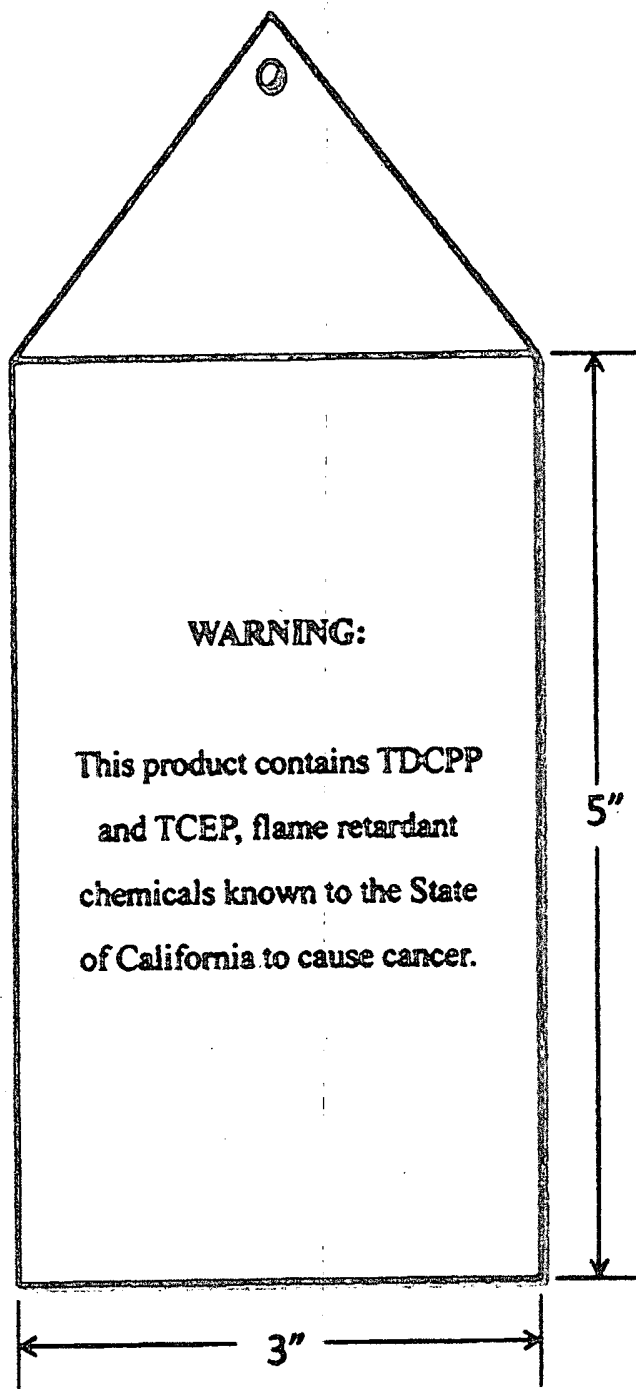 WARNING:
This product contains TDCPP
and TCEP, flame retardant
chemicals known to the State
of California to cause cancer.
5"
3"